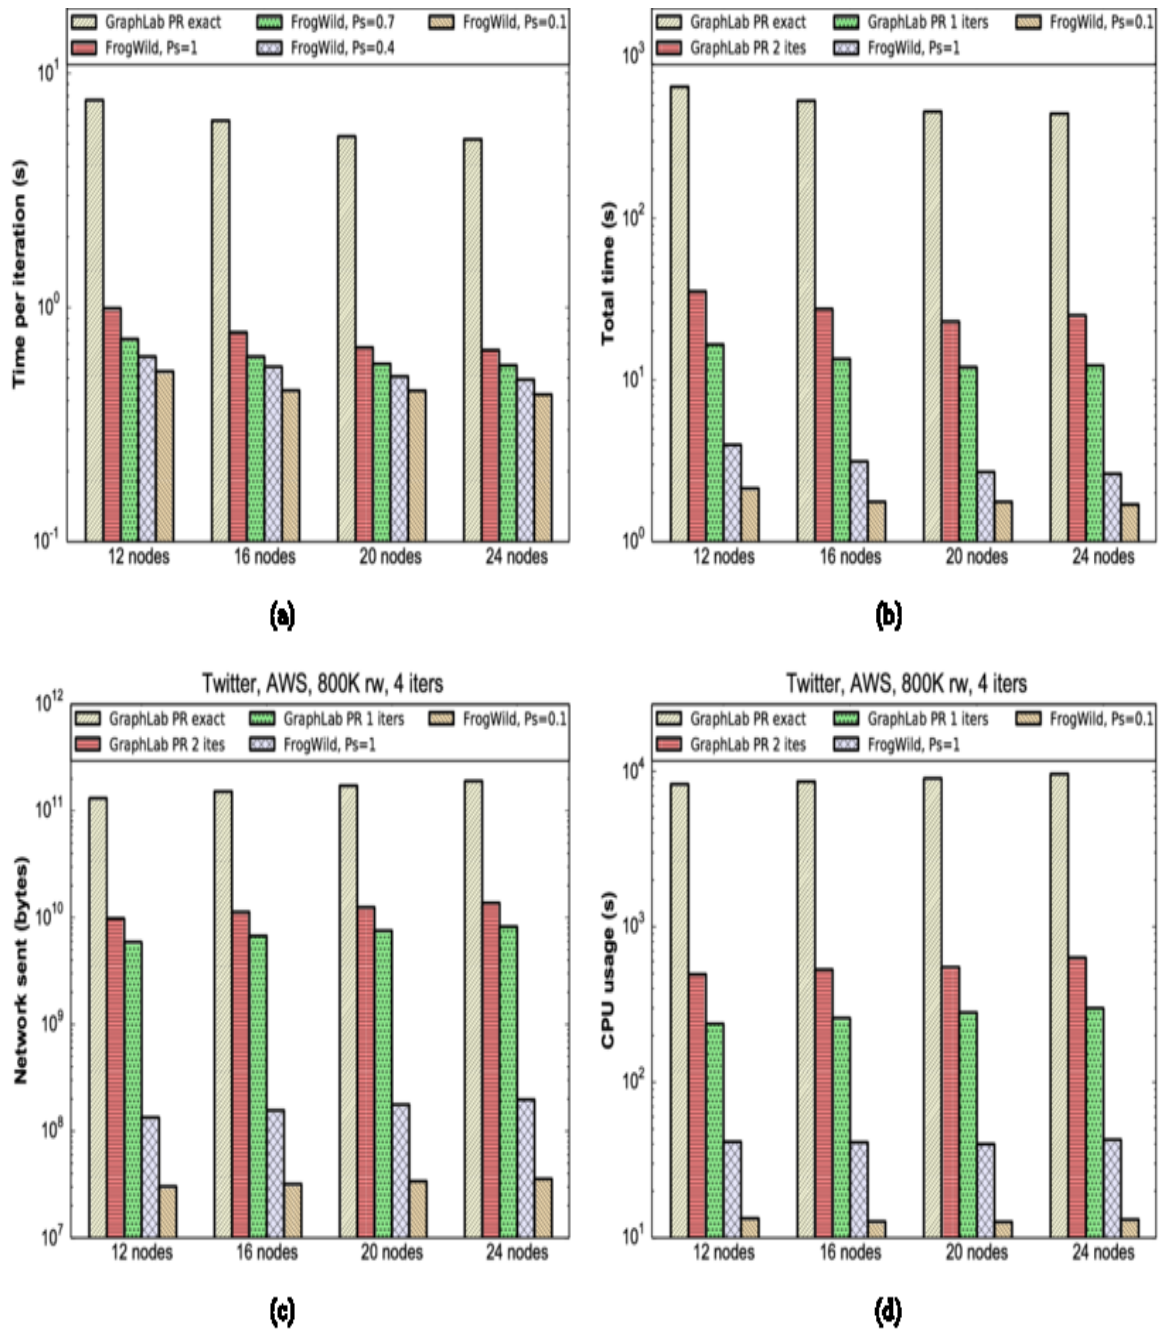 GraphLab PR exact FrogWild, Ps=0.7 FrogWild, Ps=0.1
FrogWild, Ps=1 FrogWild, Ps=0.4
Time per iteration (s)
10^1
10^0
10^-1
12 nodes 16 nodes 20 nodes 24 nodes
(a)
GraphLab PR exact GraphLab PR 1 iters FrogWild, Ps=0.1
GraphLab PR 2 ites FrogWild, Ps=1
Total time (s)
10^3
10^2
10^1
10^0
12 nodes 16 nodes 20 nodes 24 nodes
(b)
Twitter, AWS, 800K rw, 4 iters
GraphLab PR exact GraphLab PR 1 iters FrogWild, Ps=0.1
GraphLab PR 2 ites FrogWild, Ps=1
Network sent (bytes)
10^12
10^11
10^10
10^9
10^8
10^7
12 nodes 16 nodes 20 nodes 24 nodes
(c)
Twitter, AWS, 800K rw, 4 iters
GraphLab PR exact GraphLab PR 1 iters FrogWild, Ps=0.1
GraphLab PR 2 ites FrogWild, Ps=1
CPU usage (s)
10^4
10^3
10^2
10^1
12 nodes 16 nodes 20 nodes 24 nodes
(d)